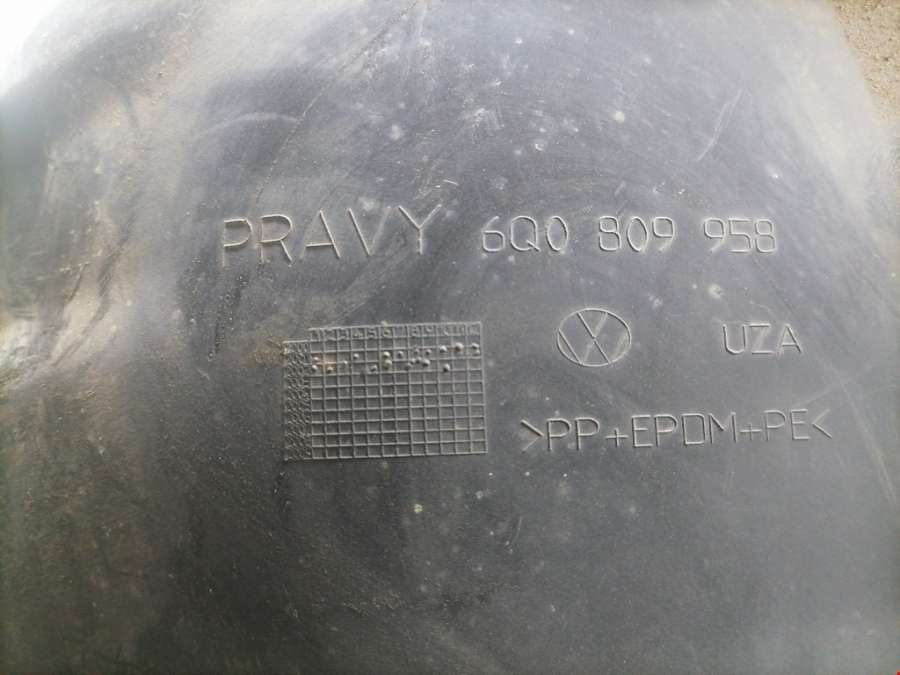 PRAVY 6Q0 809 958
UZA
>PP+EPDM+PE<